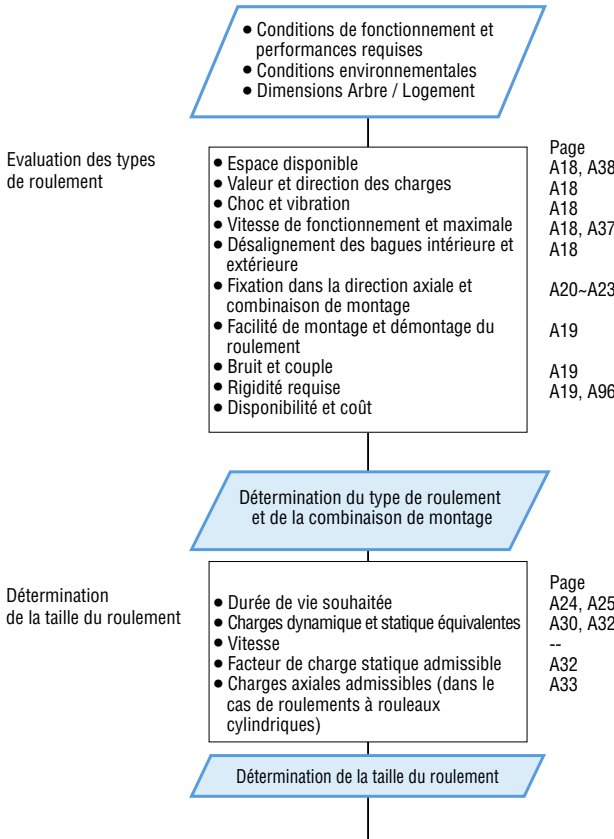 ● Conditions de fonctionnement et
performances requises
● Conditions environnementales
● Dimensions Arbre / Logement
Evaluation des types
de roulement
● Espace disponible
● Valeur et direction des charges
● Choc et vibration
● Vitesse de fonctionnement et maximale
● Désalignement des bagues intérieure et
extérieure
● Fixation dans la direction axiale et
combinaison de montage
● Facilité de montage et démontage du
roulement
● Bruit et couple
● Rigidité requise
● Disponibilité et coût
Page
A18, A38
A18
A18
A18, A37
A18
A20~A23
A19
A19
A19, A96
Détermination du type de roulement
et de la combinaison de montage
Détermination
de la taille du roulement
● Durée de vie souhaitée
● Charges dynamique et statique équivalentes
● Vitesse
● Facteur de charge statique admissible
● Charges axiales admissibles (dans le
cas de roulements à rouleaux
cylindriques)
Page
A24, A25
A30, A32
--
A32
A33
Détermination de la taille du roulement